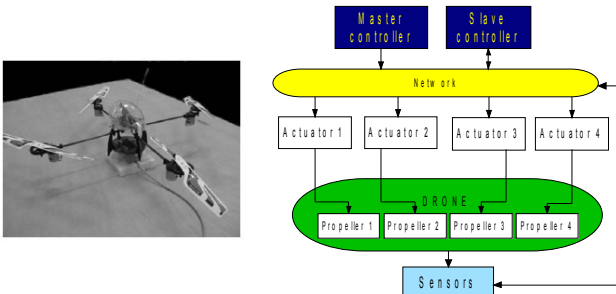 Master
controller
Slave
controller
Network
Actuator 1
Actuator 2
Actuator 3
Actuator 4
DRONE
Propeller 1
Propeller 2
Propeller 3
Propeller 4
Sensors